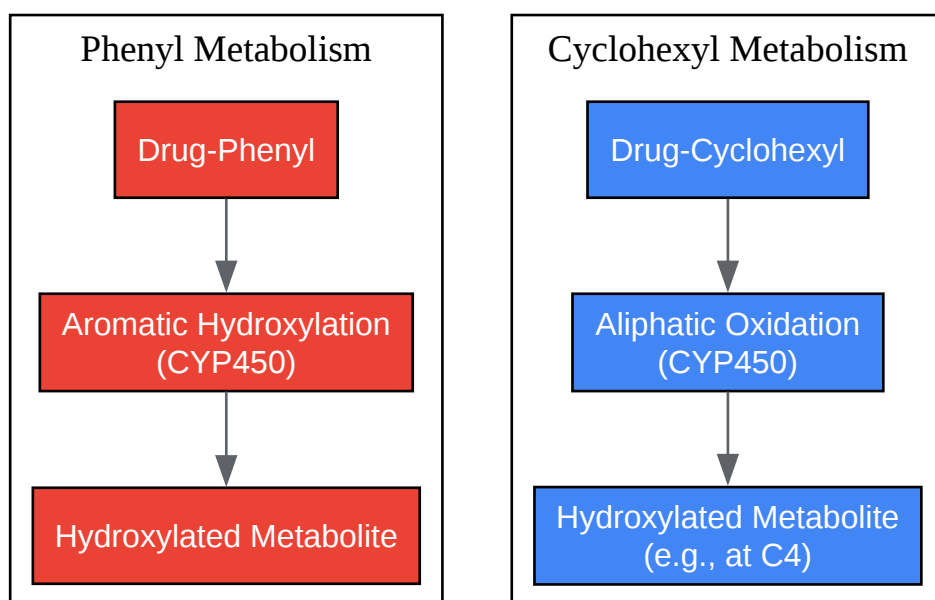 Phenyl Metabolism
Drug-Phenyl
Aromatic Hydroxylation
(CYP450)
Hydroxylated Metabolite
Cyclohexyl Metabolism
Drug-Cyclohexyl
Aliphatic Oxidation
(CYP450)
Hydroxylated Metabolite
(e.g., at C4)